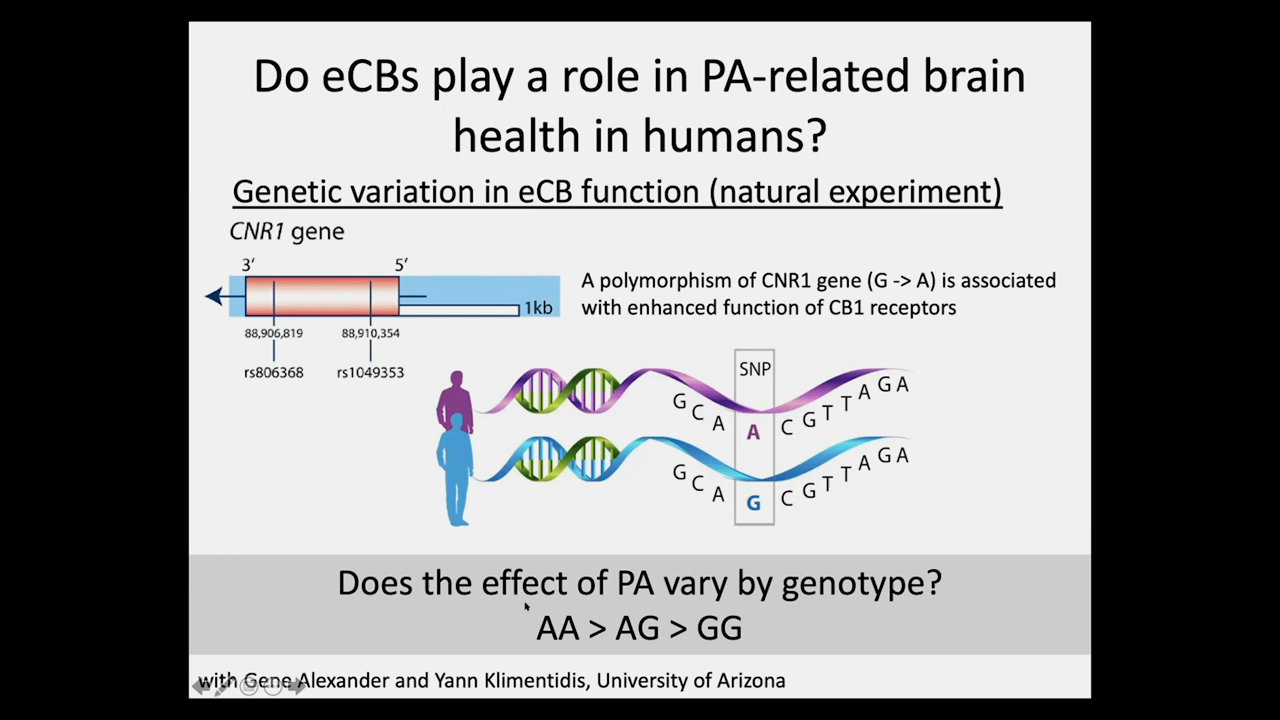 Do eCBs play a role in PA-related brain
health in humans?
Genetic variation in eCB function (natural experiment)
CNR1 gene
3′ 5′
1kb
88,906,819 88,910,354
rs806368 rs1049353
A polymorphism of CNR1 gene (G -> A) is associated
with enhanced function of CB1 receptors
SNP
G C A A C G T T A G A
G C A G C G T T A G A
Does the effect of PA vary by genotype?
AA > AG > GG
with Gene Alexander and Yann Klimentidis, University of Arizona